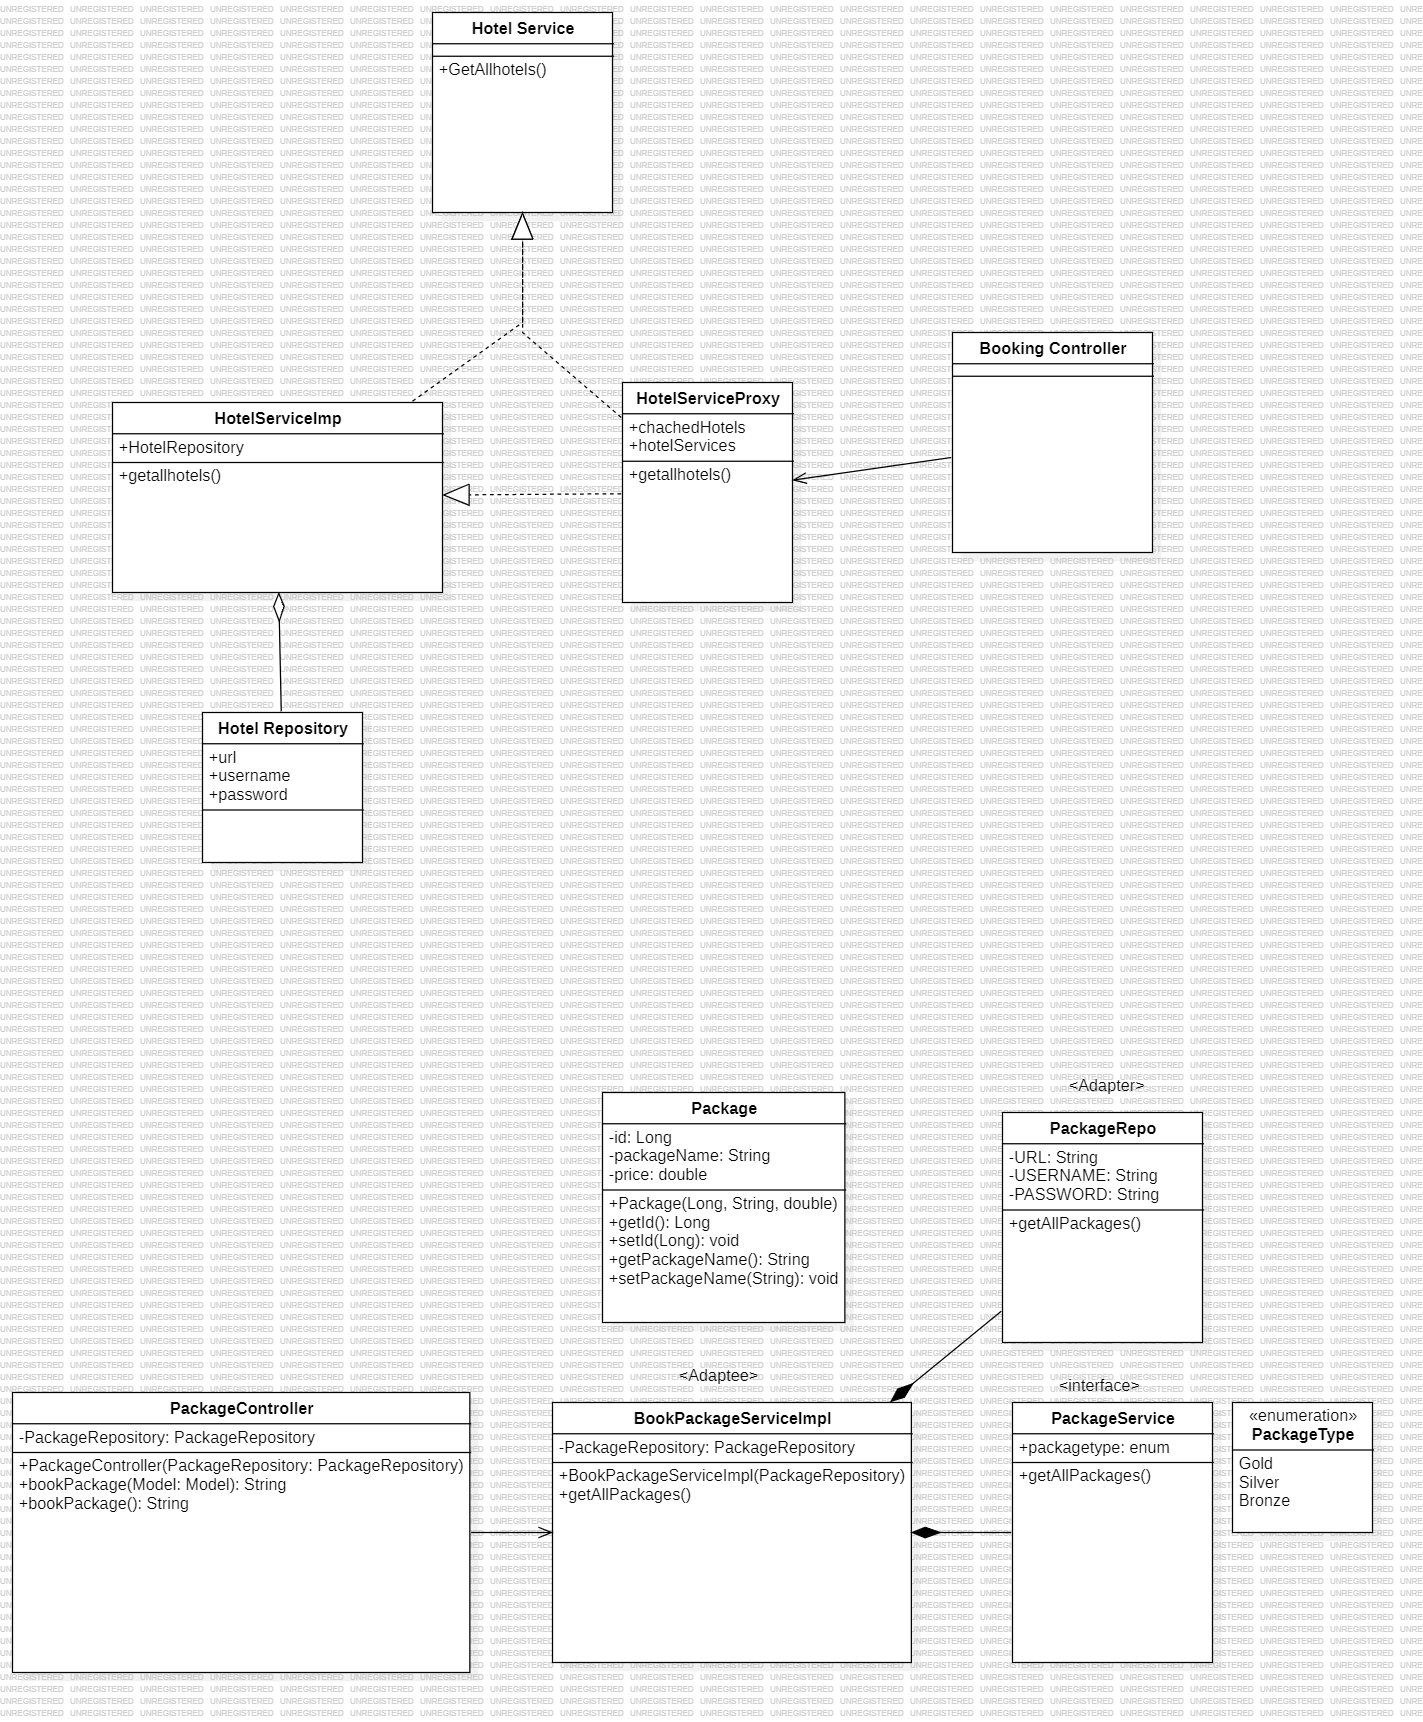 Hotel Service
+GetAllhotels()
Booking Controller
HotelServiceProxy
+chachedHotels
+hotelServices
+getallhotels()
HotelServiceImp
+HotelRepository
+getallhotels()
Hotel Repository
+url
+username
+password
<Adapter>
Package
-id: Long
-packageName: String
-price: double
+Package(Long, String, double)
+getId(): Long
+setId(Long): void
+getPackageName(): String
+setPackageName(String): void
PackageRepo
-URL: String
-USERNAME: String
-PASSWORD: String
+getAllPackages()
<Adaptee>
<interface>
PackageController
-PackageRepository: PackageRepository
+PackageController(PackageRepository: PackageRepository)
+bookPackage(Model: Model): String
+bookPackage(): String
BookPackageServiceImpl
-PackageRepository: PackageRepository
+BookPackageServiceImpl(PackageRepository)
+getAllPackages()
PackageService
+packagetype: enum
+getAllPackages()
«enumeration»
PackageType
Gold
Silver
Bronze
UNREGISTERED